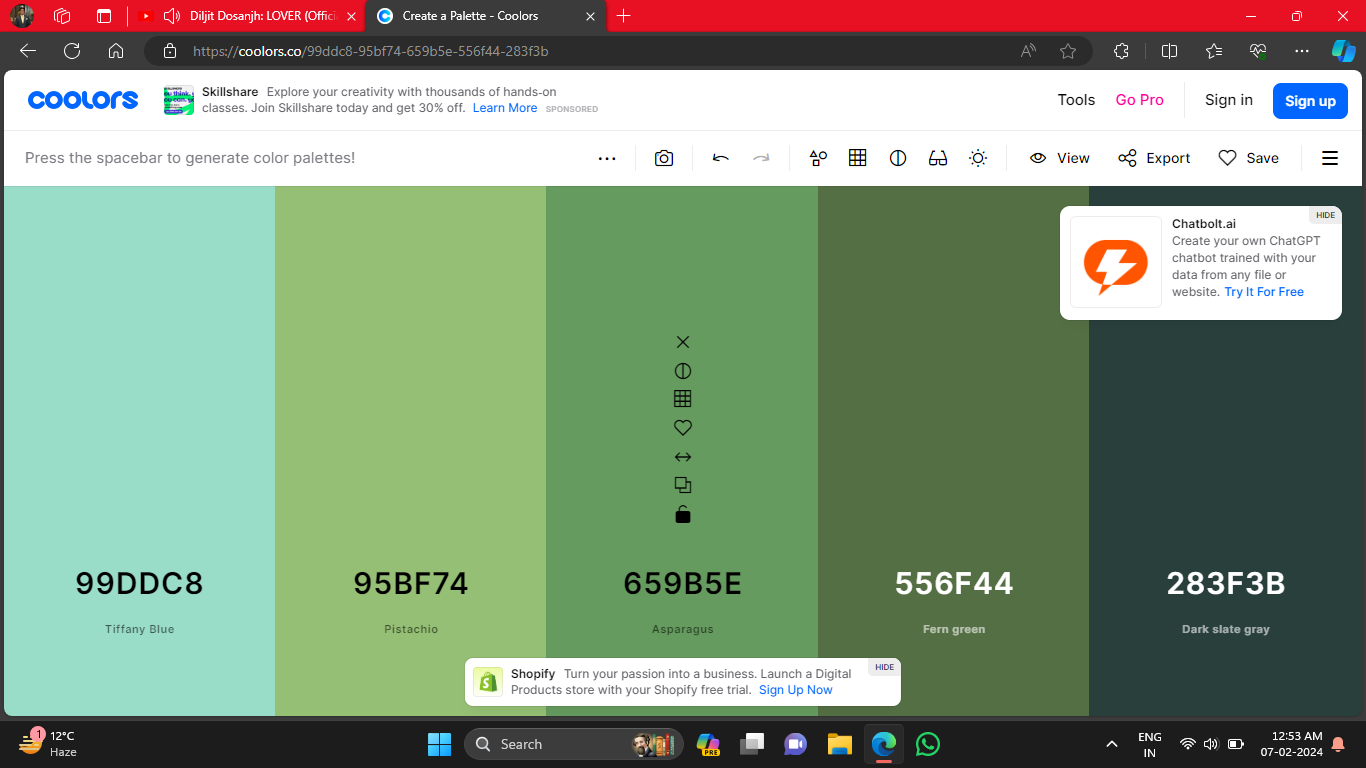 Diljit Dosanjh: LOVER (Offici
Create a Palette - Coolors
https://coolors.co/99ddc8-95bf74-659b5e-556f44-283f3b
coolors
Skillshare Explore your creativity with thousands of hands-on
classes. Join Skillshare today and get 30% off. Learn More SPONSORED
Tools Go Pro Sign in Sign up
Press the spacebar to generate color palettes!
View Export Save
HIDE
Chatbolt.ai
Create your own ChatGPT
chatbot trained with your
data from any file or
website. Try It For Free
99DDC8 95BF74 659B5E 556F44 283F3B
Tiffany Blue Pistachio Asparagus Fern green Dark slate gray
HIDE
Shopify Turn your passion into a business. Launch a Digital
Products store with your Shopify free trial. Sign Up Now
1
12°C
Haze
Search
PRE
ENG
IN
12:53 AM
07-02-2024